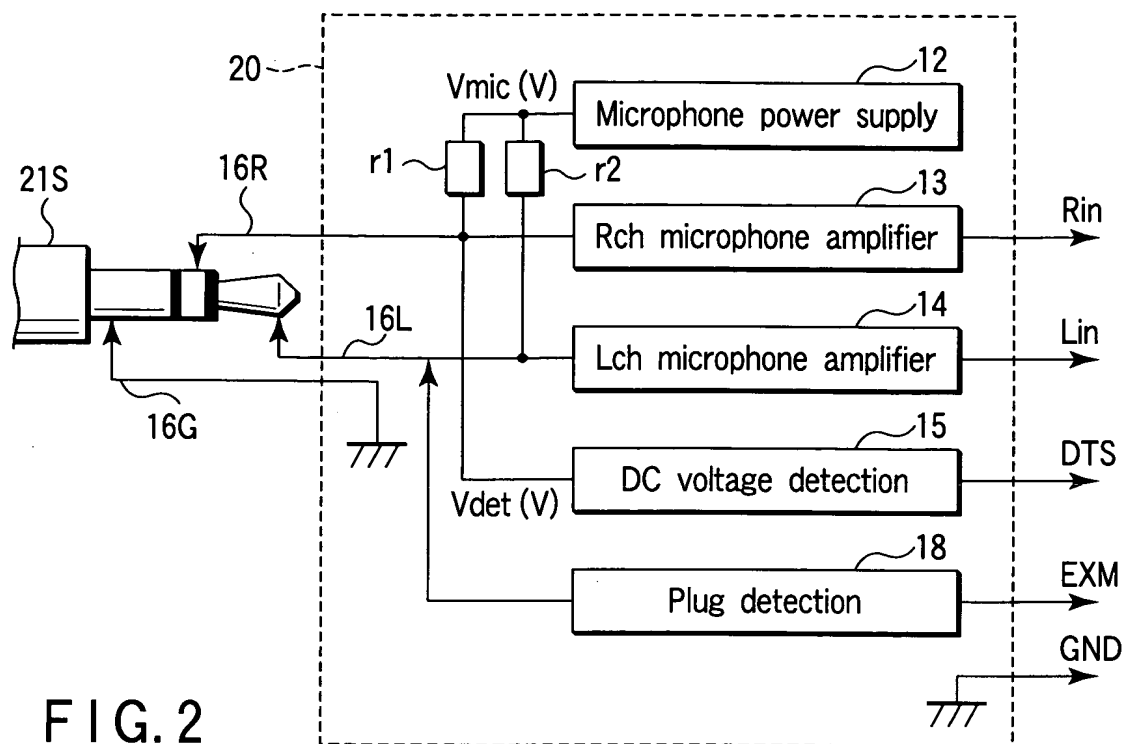 20
12
Vmic (V)
Microphone power supply
r1
r2
21S
16R
13
Rch microphone amplifier
Rin
16L
14
Lch microphone amplifier
Lin
16G
15
DC voltage detection
DTS
Vdet (V)
18
Plug detection
EXM
GND
FIG. 2